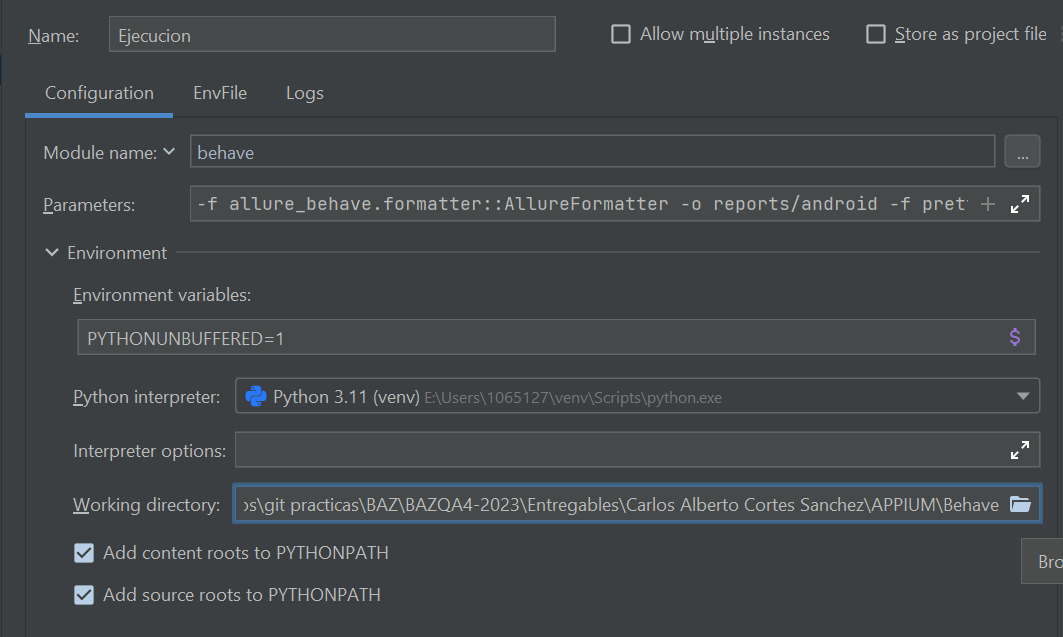 Name: Ejecucion Allow multiple instances Store as project file
Configuration EnvFile Logs
Module name: behave ...
Parameters: -f allure_behave.formatter::AllureFormatter -o reports/android -f pret
Environment
Environment variables:
PYTHONUNBUFFERED=1 $
Python interpreter: Python 3.11 (venv) E:\Users\1065127\venv\Scripts\python.exe
Interpreter options:
Working directory: os\git practicas\BAZ\BAZQA4-2023\Entregables\Carlos Alberto Cortes Sanchez\APPIUM\Behave
Add content roots to PYTHONPATH
Bro
Add source roots to PYTHONPATH